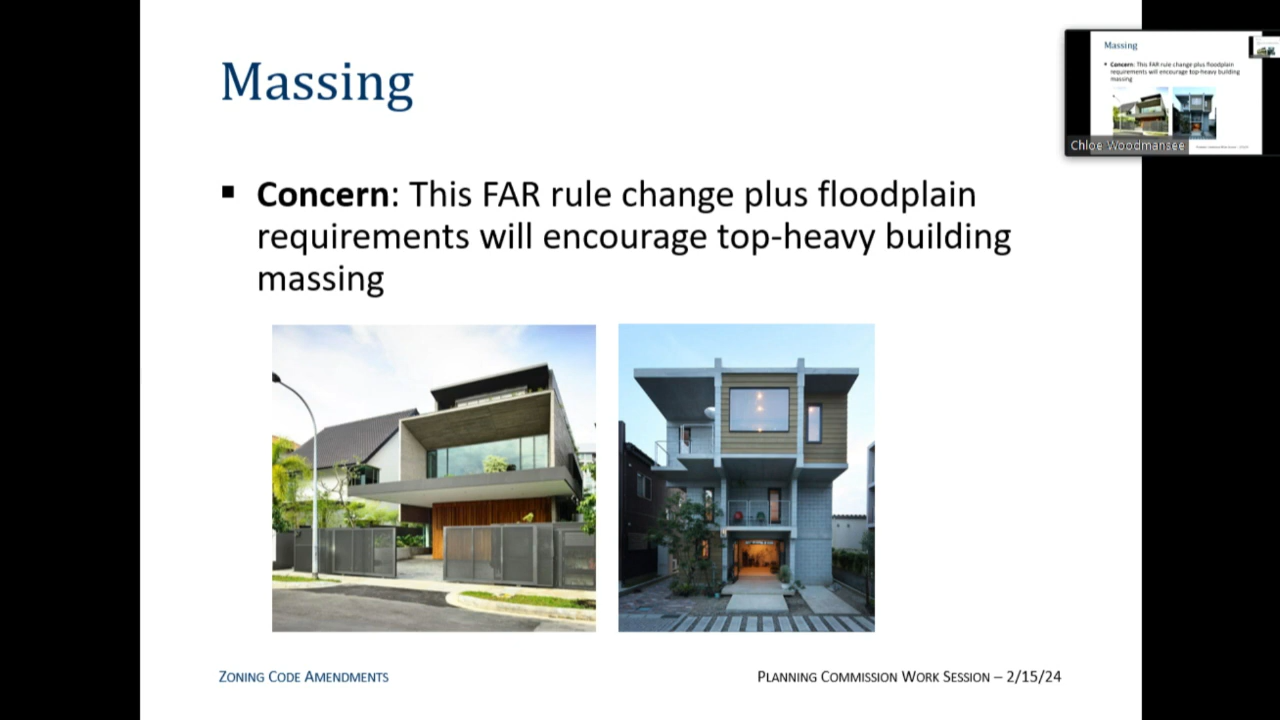 Massing
▪ Concern: This FAR rule change plus floodplain
requirements will encourage top-heavy building
massing
ZONING CODE AMENDMENTS
PLANNING COMMISSION WORK SESSION – 2/15/24
Massing
▪ Concern: This FAR rule change plus floodplain
requirements will encourage top-heavy building
massing
Chloe Woodmansee